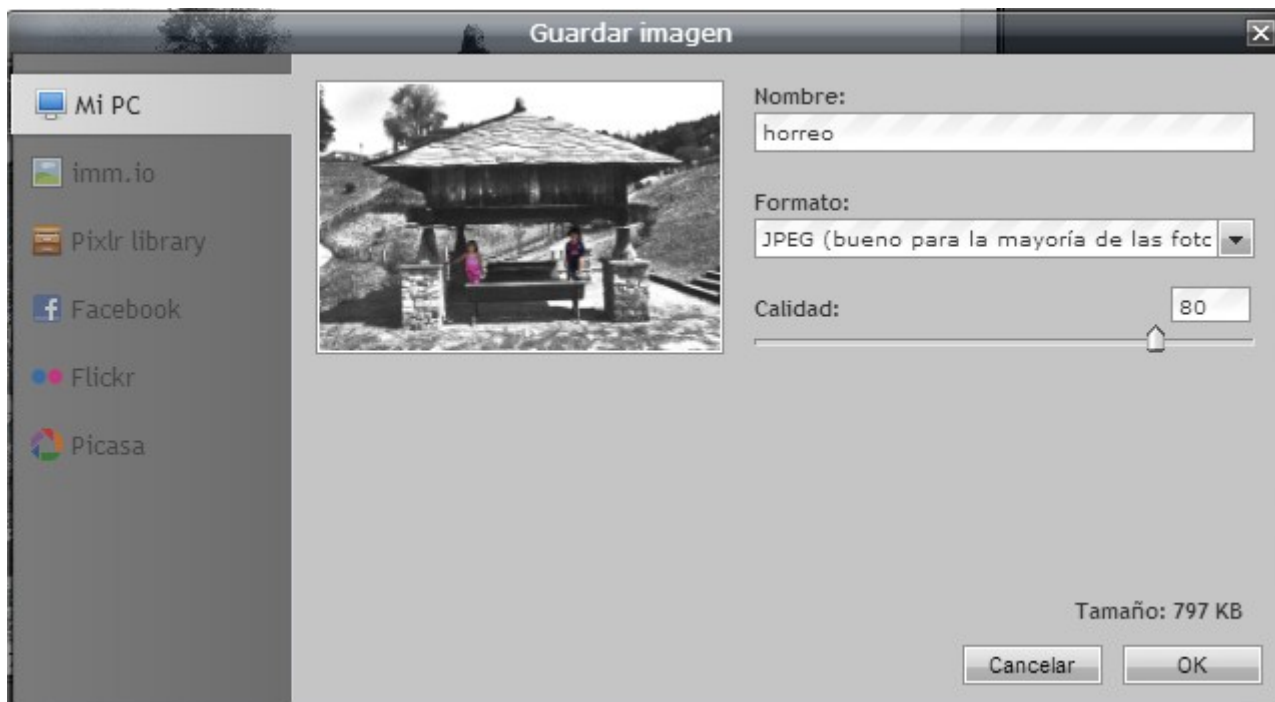 Guardar imagen
Mi PC
imm.io
Pixlr library
Facebook
Flickr
Picasa
Nombre:
horreo
Formato:
JPEG (bueno para la mayoría de las
Calidad:
80
Tamaño: 797 KB
Cancelar
OK